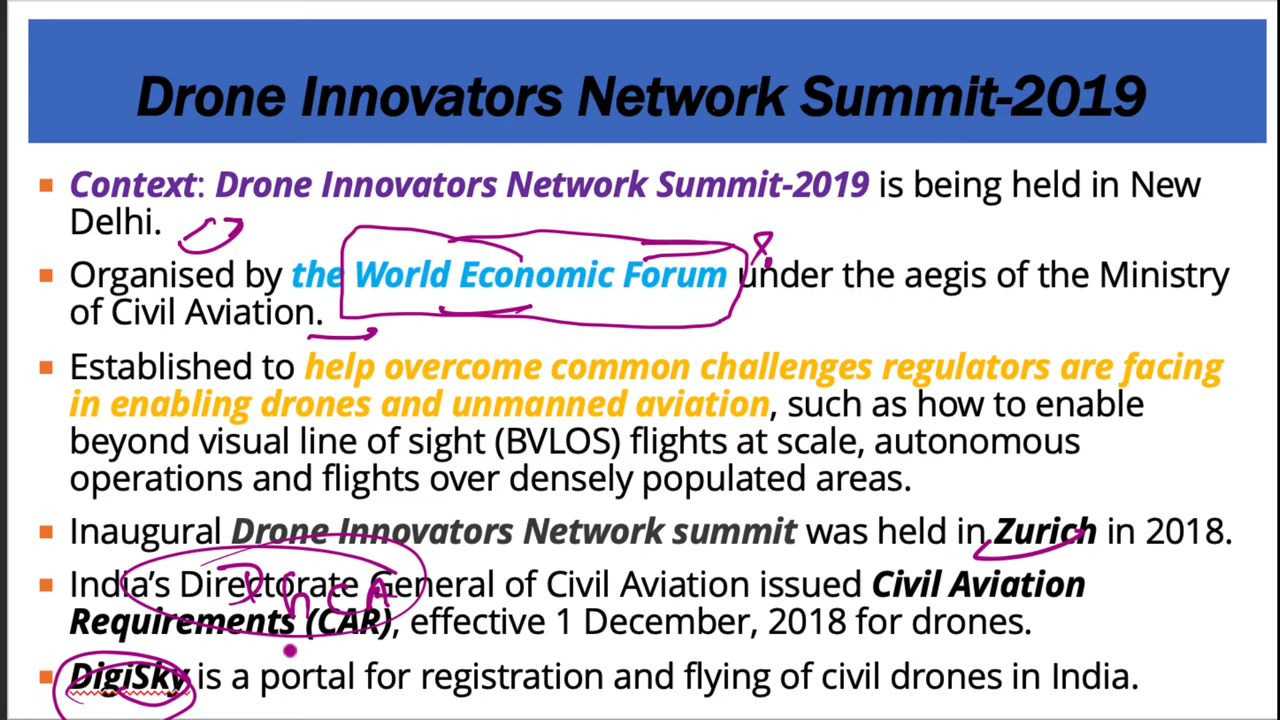 Drone Innovators Network Summit-2019
Context: Drone Innovators Network Summit-2019 is being held in New
Delhi.
Organised by the World Economic Forum under the aegis of the Ministry
of Civil Aviation.
Established to help overcome common challenges regulators are facing
in enabling drones and unmanned aviation, such as how to enable
beyond visual line of sight (BVLOS) flights at scale, autonomous
operations and flights over densely populated areas.
Inaugural Drone Innovators Network summit was held in Zurich in 2018.
India's Directorate General of Civil Aviation issued Civil Aviation
Requirements (CAR), effective 1 December, 2018 for drones.
DigiSky is a portal for registration and flying of civil drones in India.